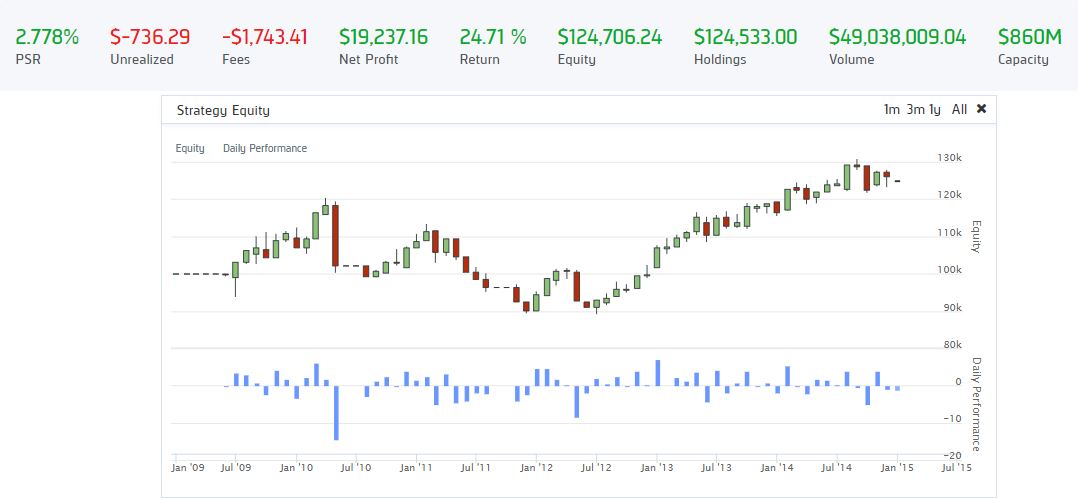 2.778% $-736.29 -$1,743.41 $19,237.16 24.71 % $124,706.24 $124,533.00 $49,038,009.04 $860M
PSR Unrealized Fees Net Profit Return Equity Holdings Volume Capacity
Strategy Equity 1m 3m 1y All ✖
Equity Daily Performance
130k
120k
110k
100k
90k
80k
Equity
0
−10
−20
Daily Performance
Jan '09 Jul '09 Jan '10 Jul '10 Jan '11 Jul '11 Jan '12 Jul '12 Jan '13 Jul '13 Jan '14 Jul '14 Jan '15 Jul '15